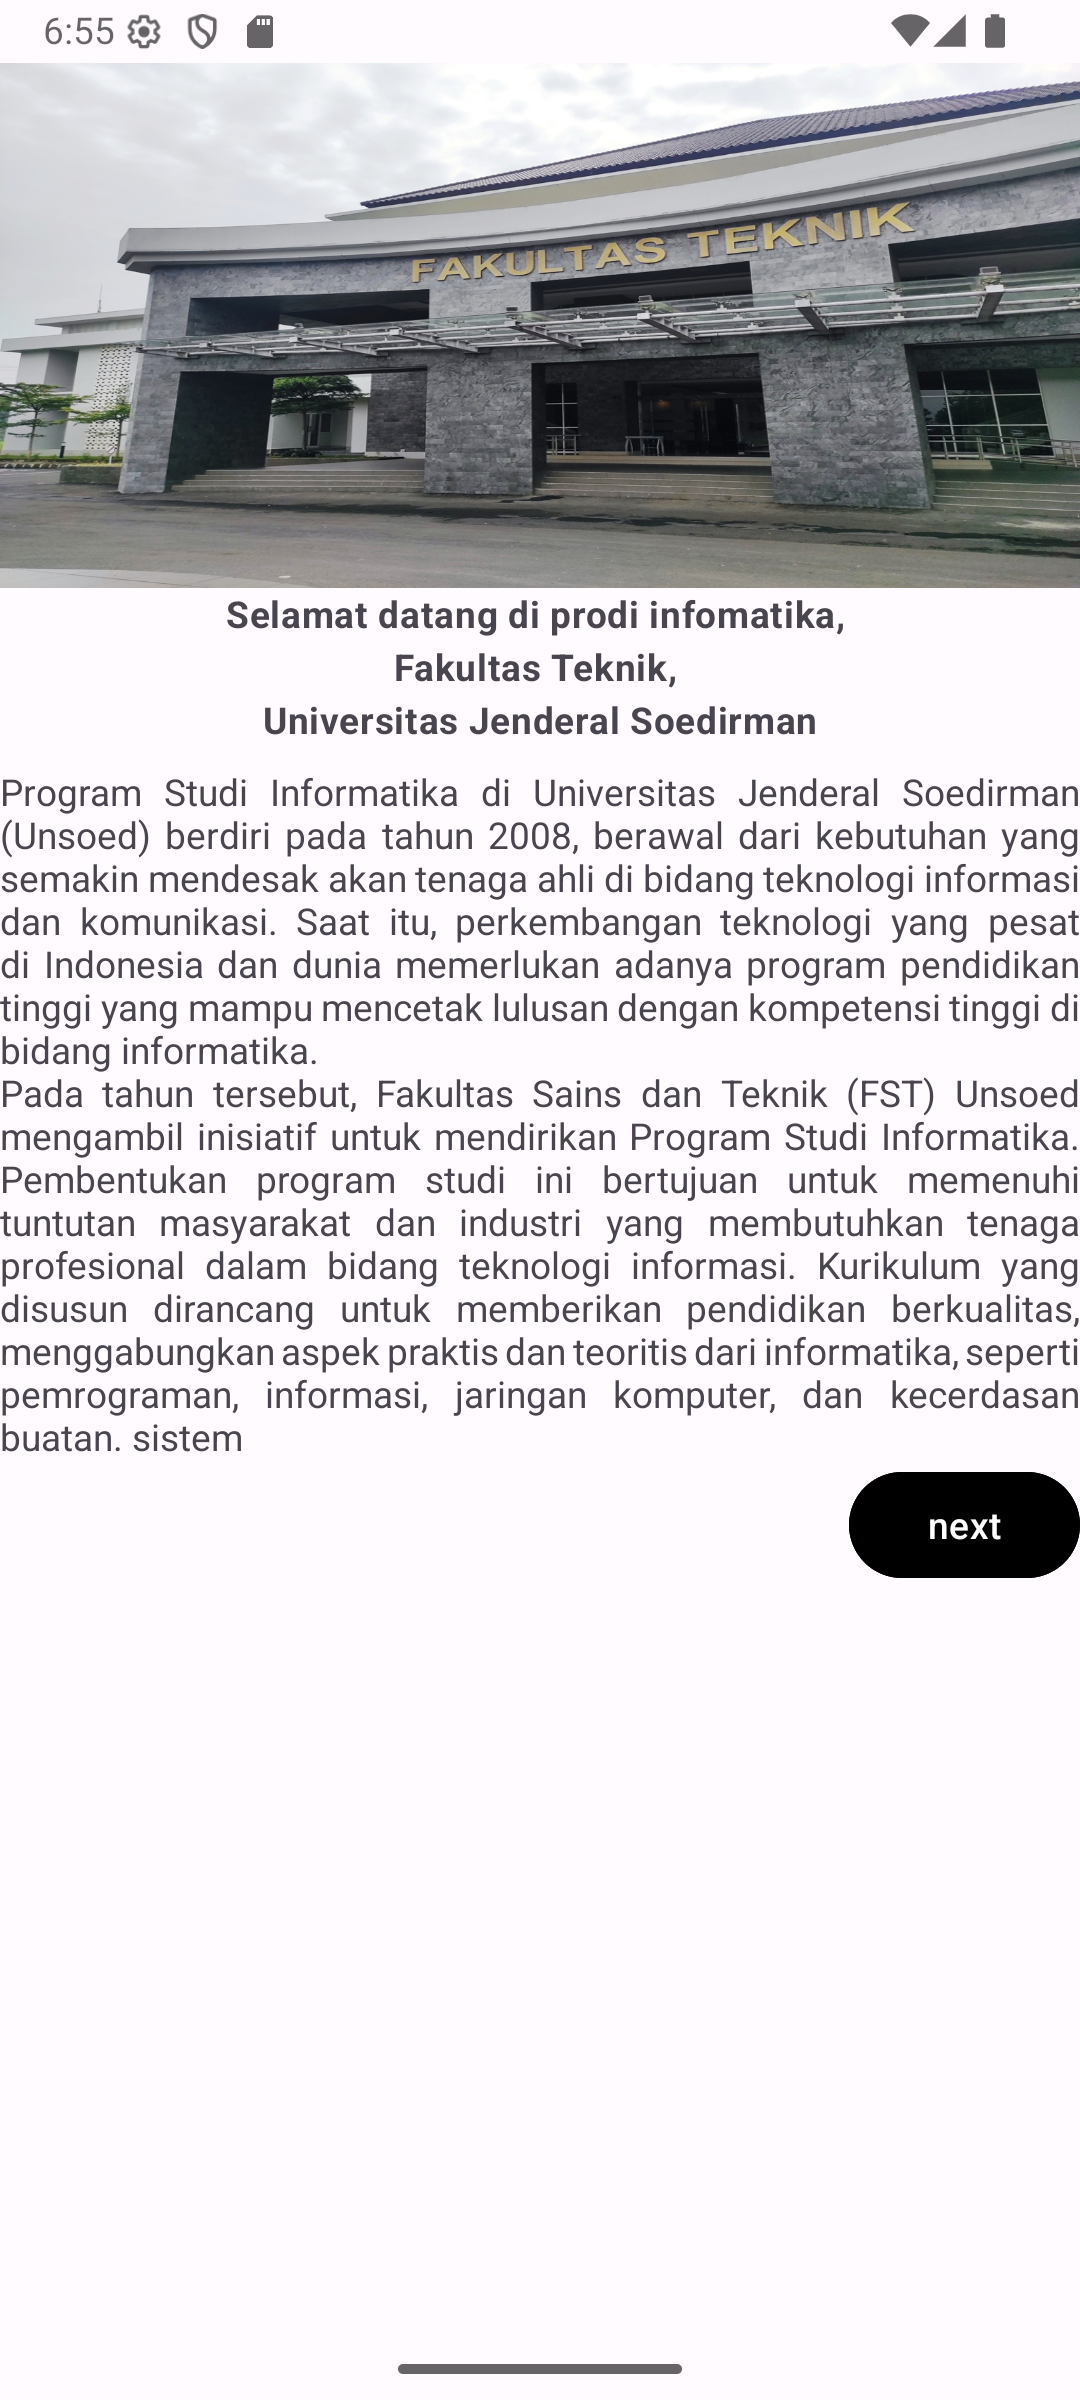 6:55
FAKULTAS TEKNIK
Selamat datang di prodi infomatika,
Fakultas Teknik,
Universitas Jenderal Soedirman
Program Studi Informatika di Universitas Jenderal Soedirman
(Unsoed) berdiri pada tahun 2008, berawal dari kebutuhan yang
semakin mendesak akan tenaga ahli di bidang teknologi informasi
dan komunikasi. Saat itu, perkembangan teknologi yang pesat
di Indonesia dan dunia memerlukan adanya program pendidikan
tinggi yang mampu mencetak lulusan dengan kompetensi tinggi di
bidang informatika.
Pada tahun tersebut, Fakultas Sains dan Teknik (FST) Unsoed
mengambil inisiatif untuk mendirikan Program Studi Informatika.
Pembentukan program studi ini bertujuan untuk memenuhi
tuntutan masyarakat dan industri yang membutuhkan tenaga
profesional dalam bidang teknologi informasi. Kurikulum yang
disusun dirancang untuk memberikan pendidikan berkualitas,
menggabungkan aspek praktis dan teoritis dari informatika, seperti
pemrograman, informasi, jaringan komputer, dan kecerdasan
buatan. sistem
next